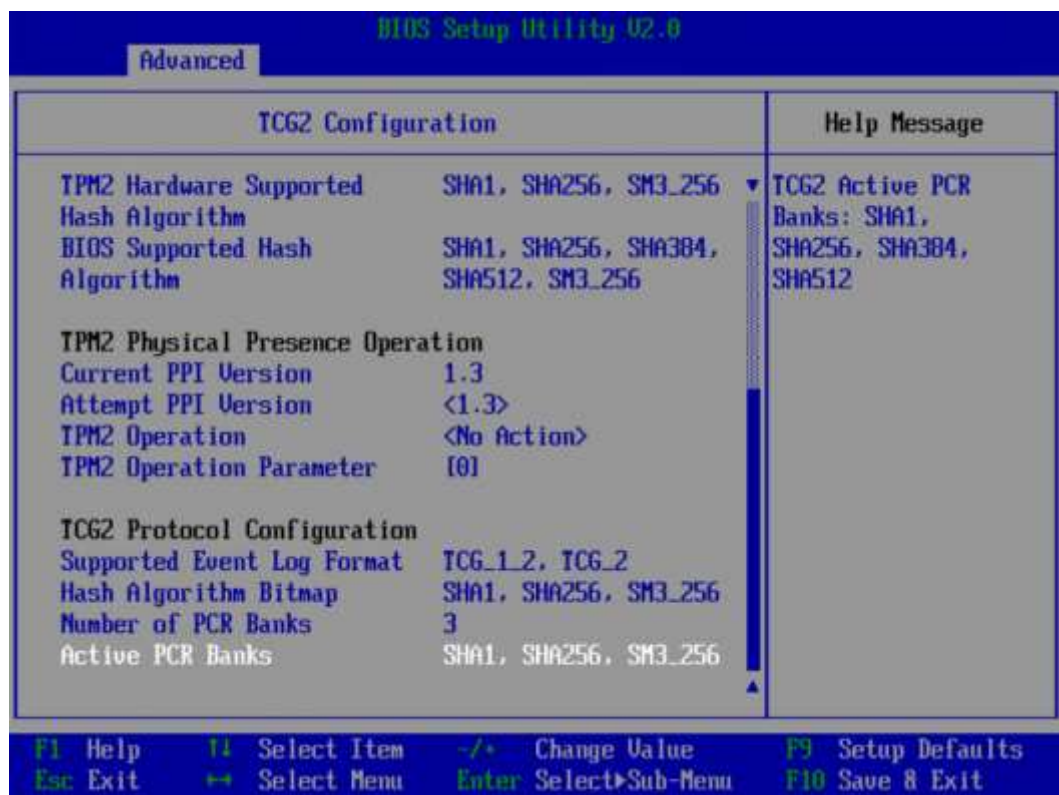 BIOS Setup Utility V2.0
Advanced
TCG2 Configuration
Help Message
TPM2 Hardware Supported SHA1, SHA256, SM3_256
Hash Algorithm
BIOS Supported Hash SHA1, SHA256, SHA384,
Algorithm SHA512, SM3_256
TPM2 Physical Presence Operation
Current PPI Version 1.3
Attempt PPI Version <1.3>
TPM2 Operation <No Action>
TPM2 Operation Parameter [0]
TCG2 Protocol Configuration
Supported Event Log Format TCG_1_2, TCG_2
Hash Algorithm Bitmap SHA1, SHA256, SM3_256
Number of PCR Banks 3
Active PCR Banks SHA1, SHA256, SM3_256
TCG2 Active PCR
Banks: SHA1,
SHA256, SHA384,
SHA512
F1 Help ↑↓ Select Item -/+ Change Value F9 Setup Defaults
Esc Exit ↔ Select Menu Enter Select▶Sub-Menu F10 Save & Exit